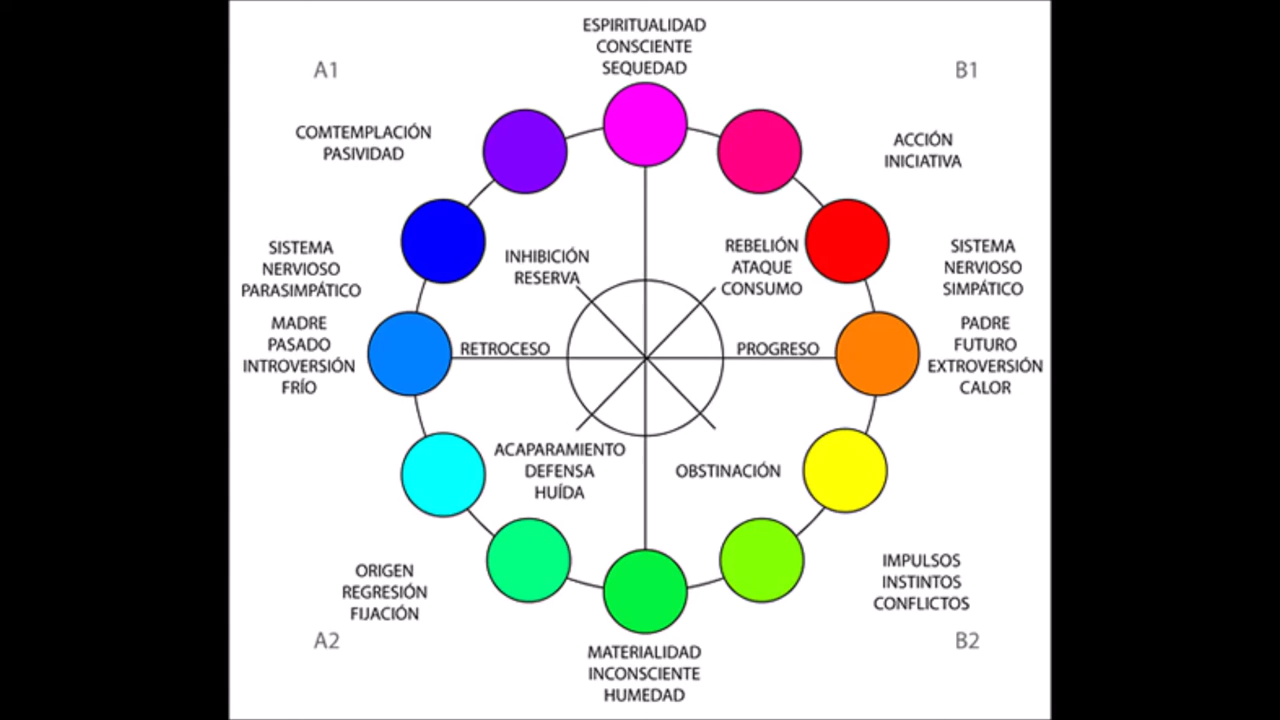 ESPIRITUALIDAD
CONSCIENTE
SEQUEDAD
A1
B1
COMTEMPLACIÓN
PASIVIDAD
ACCIÓN
INICIATIVA
SISTEMA
NERVIOSO
PARASIMPÁTICO
INHIBICIÓN
RESERVA
REBELIÓN
ATAQUE
CONSUMO
SISTEMA
NERVIOSO
SIMPÁTICO
MADRE
PASADO
INTROVERSIÓN
FRÍO
RETROCESO
PROGRESO
PADRE
FUTURO
EXTROVERSIÓN
CALOR
ACAPARAMIENTO
DEFENSA
HUÍDA
OBSTINACIÓN
ORIGEN
REGRESIÓN
FIJACIÓN
IMPULSOS
INSTINTOS
CONFLICTOS
A2
B2
MATERIALIDAD
INCONSCIENTE
HUMEDAD